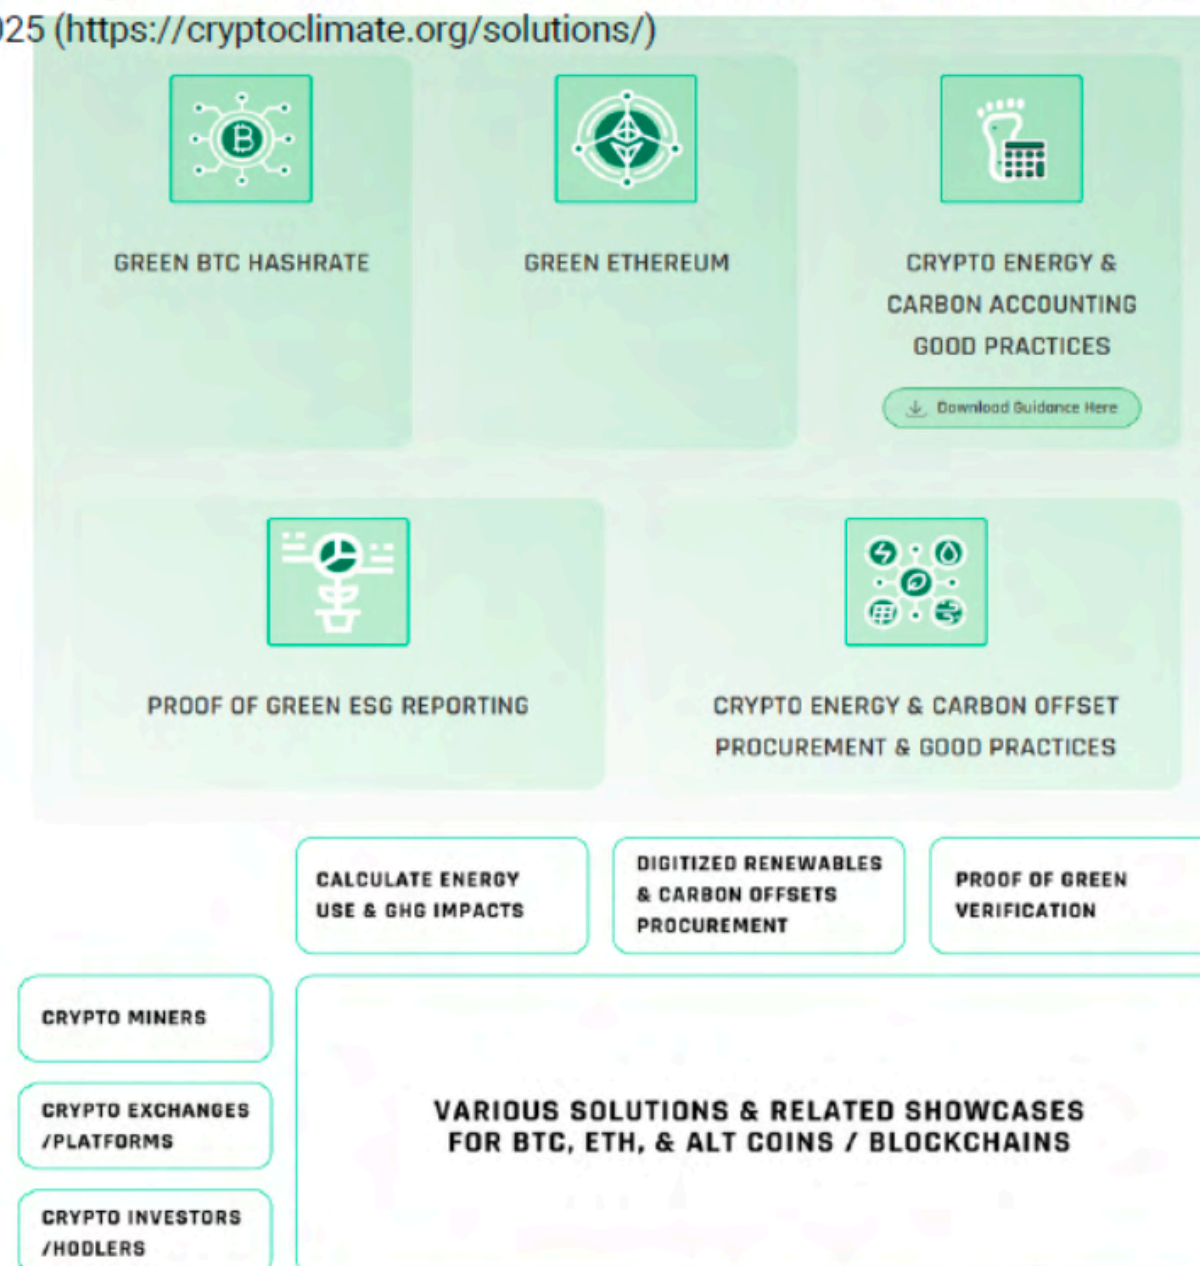 025 (https://cryptoclimate.org/solutions/)
GREEN BTC HASHRATE
GREEN ETHEREUM
CRYPTO ENERGY &
CARBON ACCOUNTING
GOOD PRACTICES
Download Guidance Here
PROOF OF GREEN ESG REPORTING
CRYPTO ENERGY & CARBON OFFSET
PROCUREMENT & GOOD PRACTICES
CALCULATE ENERGY
USE & GHG IMPACTS
DIGITIZED RENEWABLES
& CARBON OFFSETS
PROCUREMENT
PROOF OF GREEN
VERIFICATION
CRYPTO MINERS
CRYPTO EXCHANGES
/PLATFORMS
CRYPTO INVESTORS
/HODLERS
VARIOUS SOLUTIONS & RELATED SHOWCASES
FOR BTC, ETH, & ALT COINS / BLOCKCHAINS